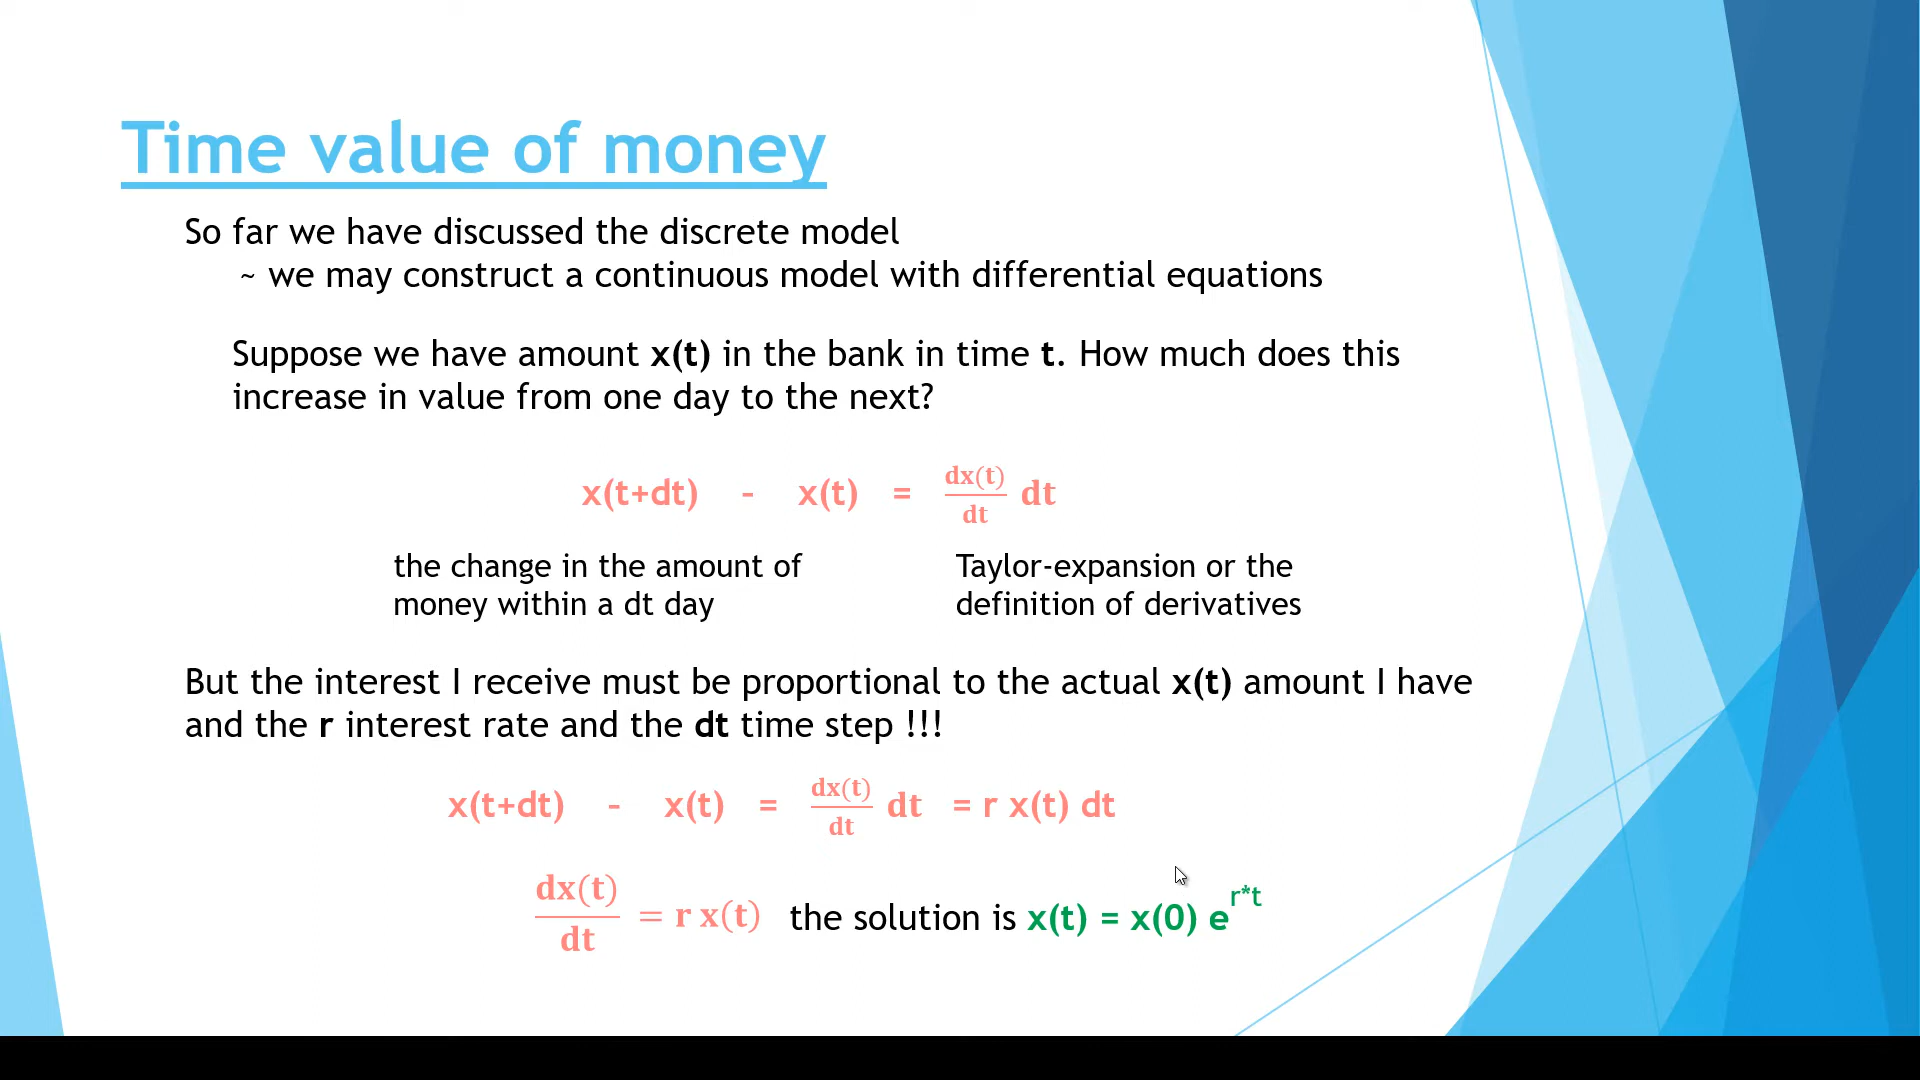 Time value of money
So far we have discussed the discrete model
~ we may construct a continuous model with differential equations
Suppose we have amount x(t) in the bank in time t. How much does this
increase in value from one day to the next?
x(t+dt) - x(t) = dx(t)/dt dt
the change in the amount of
money within a dt day
Taylor-expansion or the
definition of derivatives
But the interest I receive must be proportional to the actual x(t) amount I have
and the r interest rate and the dt time step !!!
x(t+dt) - x(t) = dx(t)/dt dt = r x(t) dt
dx(t)/dt = r x(t) the solution is x(t) = x(0) e^r*t